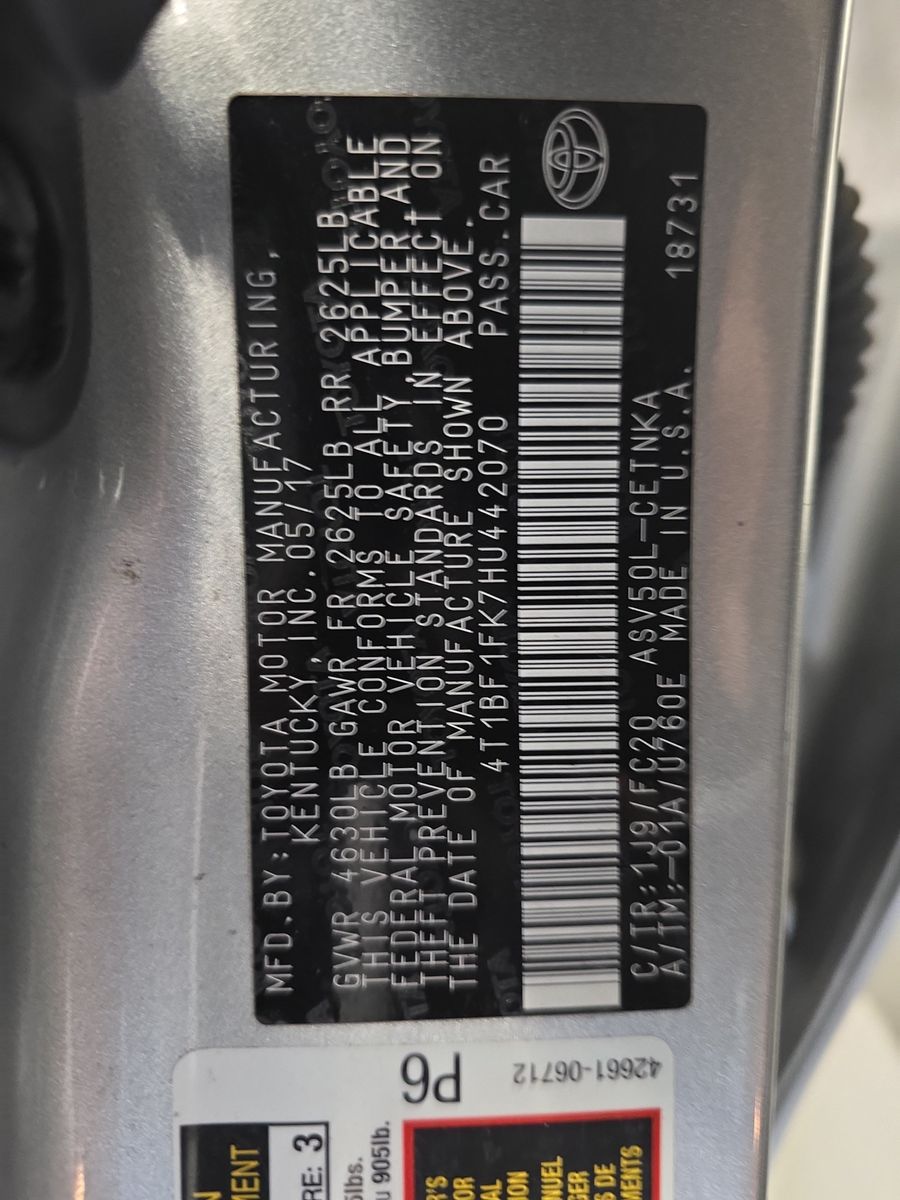 MFD.BY:TOYOTA MOTOR MANUFACTURING,
KENTUCKY, INC. 05/17
GVWR 4630LB GAWR FR 2625LB RR 2625LB
THIS VEHICLE CONFORMS TO ALL APPLICABLE
FEDERAL MOTOR VEHICLE SAFETY, BUMPER, AND
THEFT PREVENTION STANDARDS IN EFFECT ON
THE DATE OF MANUFACTURE SHOWN ABOVE.
4T1BF1FK7HU442070 PASS.CAR
C/TR:1J9/FC20 ASV50L-CETNKA
A/TM:-01A/0760E MADE IN U.S.A. 18731
P6
42661-06712
RE: 3
905lb.